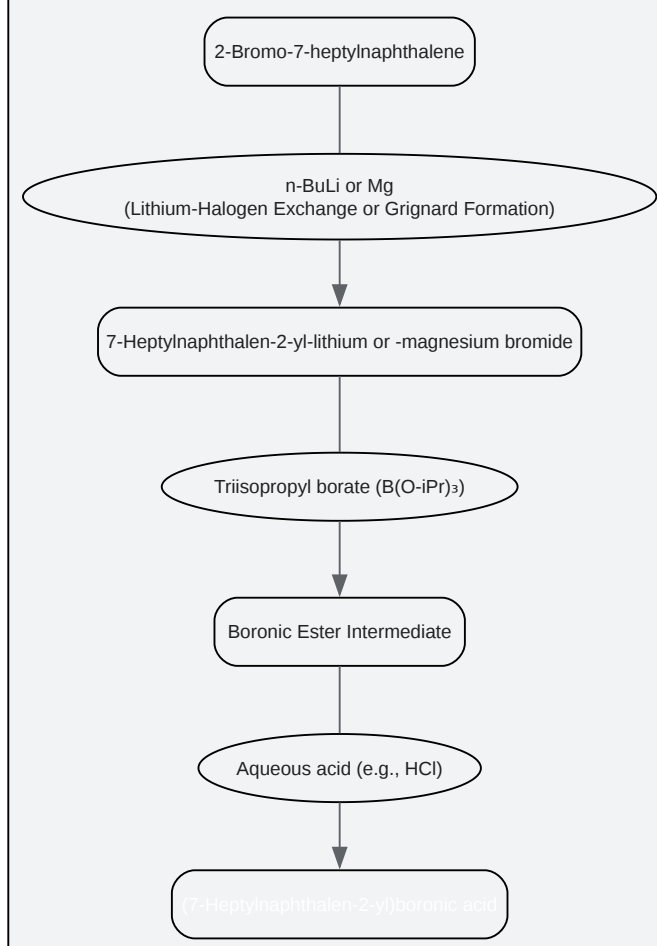 2-Bromo-7-heptylnaphthalene
n-BuLi or Mg
(Lithium-Halogen Exchange or Grignard Formation)
7-Heptylnaphthalen-2-yl-lithium or -magnesium bromide
Triisopropyl borate (B(O-iPr)₃)
Boronic Ester Intermediate
Aqueous acid (e.g., HCl)
(7-Heptylnaphthalen-2-yl)boronic acid